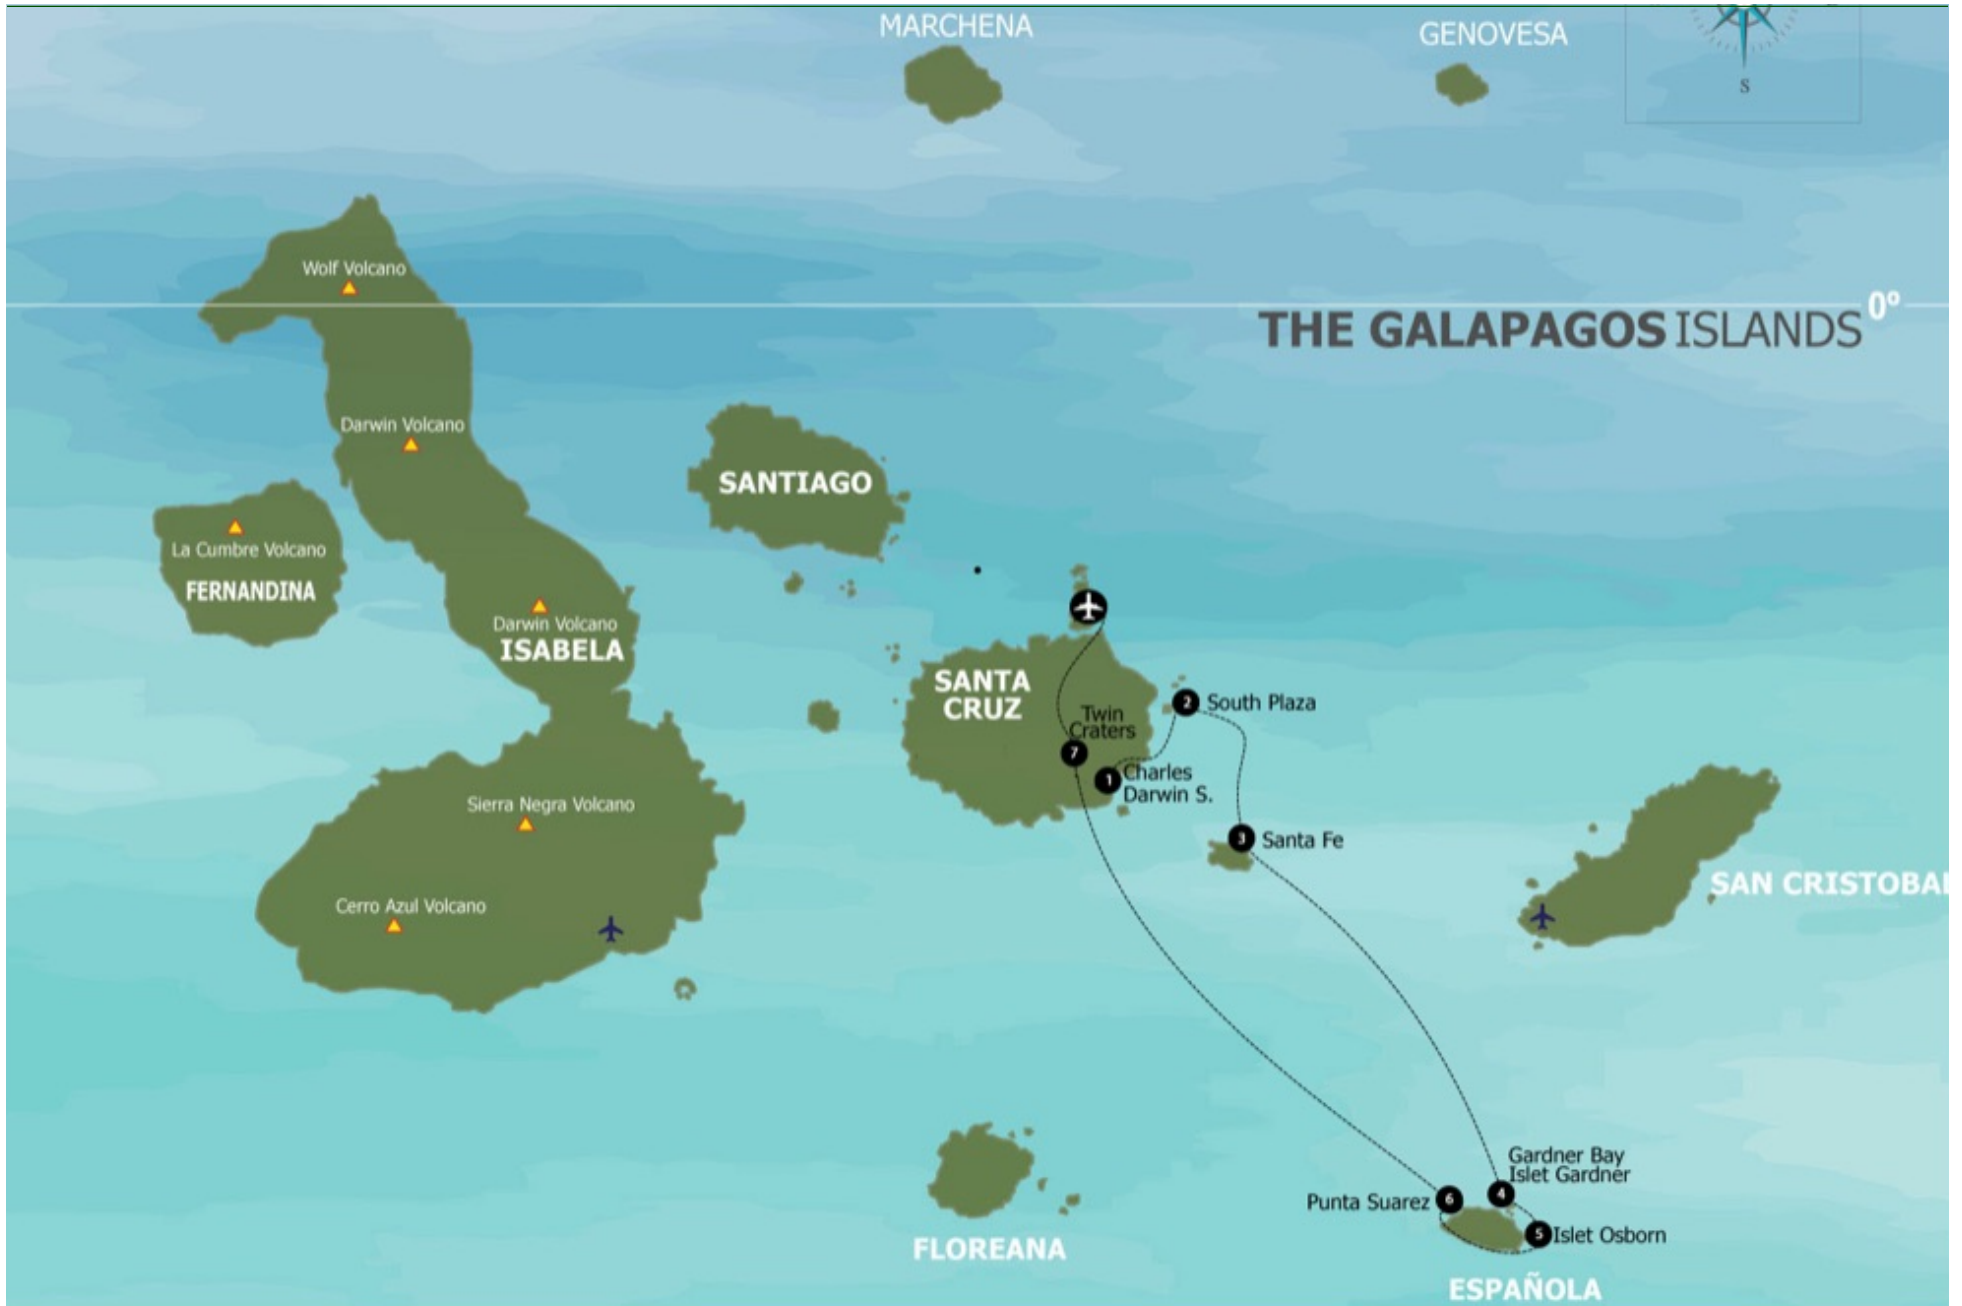 MARCHENA
GENOVESA
S
Wolf Volcano
0º
THE GALAPAGOS ISLANDS
Darwin Volcano
SANTIAGO
La Cumbre Volcano
FERNANDINA
Darwin Volcano
ISABELA
SANTA
CRUZ
2 South Plaza
Twin
Craters
7
1 Charles
Darwin S.
Sierra Negra Volcano
3 Santa Fe
SAN CRISTOBAL
Cerro Azul Volcano
Gardner Bay
Islet Gardner
4
Punta Suarez 6
5 Islet Osborn
FLOREANA
ESPAÑOLA